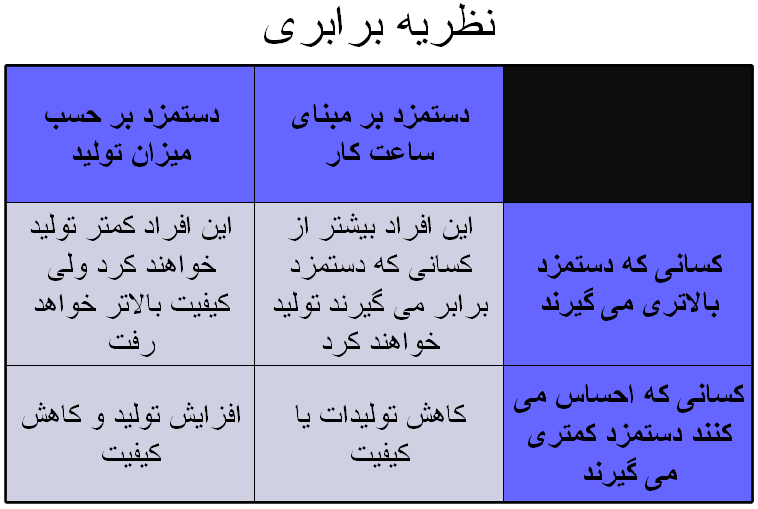 نظریه برابری
دستمزد بر مبنای
ساعت کار
دستمزد بر حسب
میزان تولید
کسانی که دستمزد
بالاتری می گیرند
این افراد بیشتر از
کسانی که دستمزد
برابر می گیرند تولید
خواهند کرد
این افراد کمتر تولید
خواهند کرد ولی
کیفیت بالاتر خواهد
رفت
کسانی که احساس می
کنند دستمزد کمتری
می گیرند
کاهش تولیدات یا
کیفیت
افزایش تولید و کاهش
کیفیت